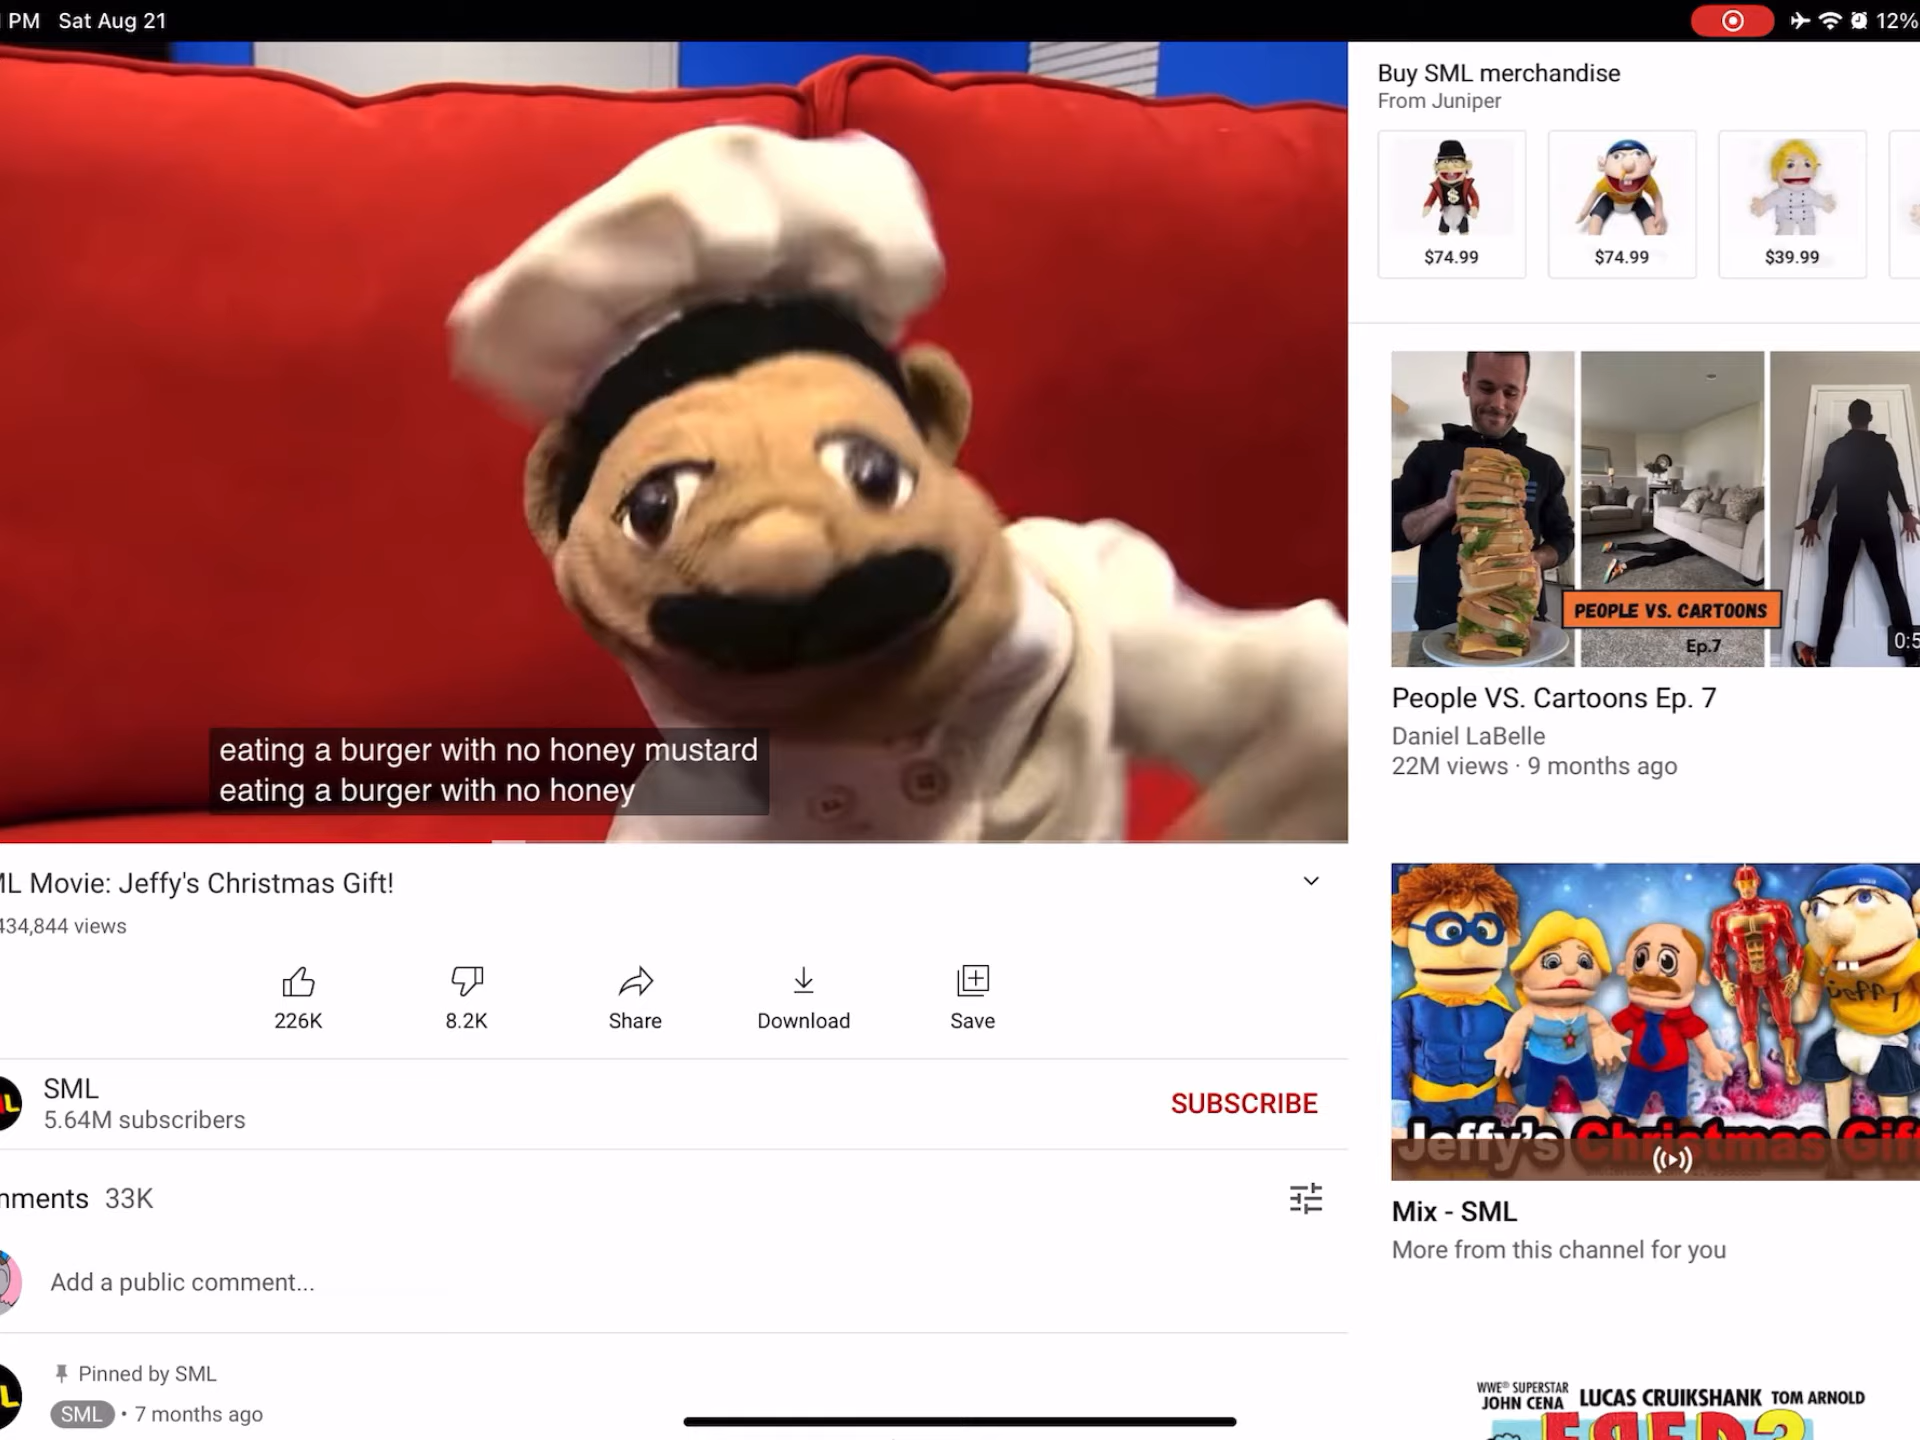 PM Sat Aug 21
12%
Buy SML merchandise
From Juniper
$74.99
$74.99
$39.99
eating a burger with no honey mustard
eating a burger with no honey
PEOPLE VS. CARTOONS
Ep.7
0:5
People VS. Cartoons Ep. 7
Daniel LaBelle
22M views · 9 months ago
ML Movie: Jeffy's Christmas Gift!
434,844 views
226K
8.2K
Share
Download
Save
SML
5.64M subscribers
SUBSCRIBE
mments 33K
Add a public comment...
Pinned by SML
SML • 7 months ago
Jeffy
Jeffy's Christmas Gif
Mix - SML
More from this channel for you
WWE® SUPERSTAR
JOHN CENA LUCAS CRUIKSHANK TOM ARNOLD
FRED 2